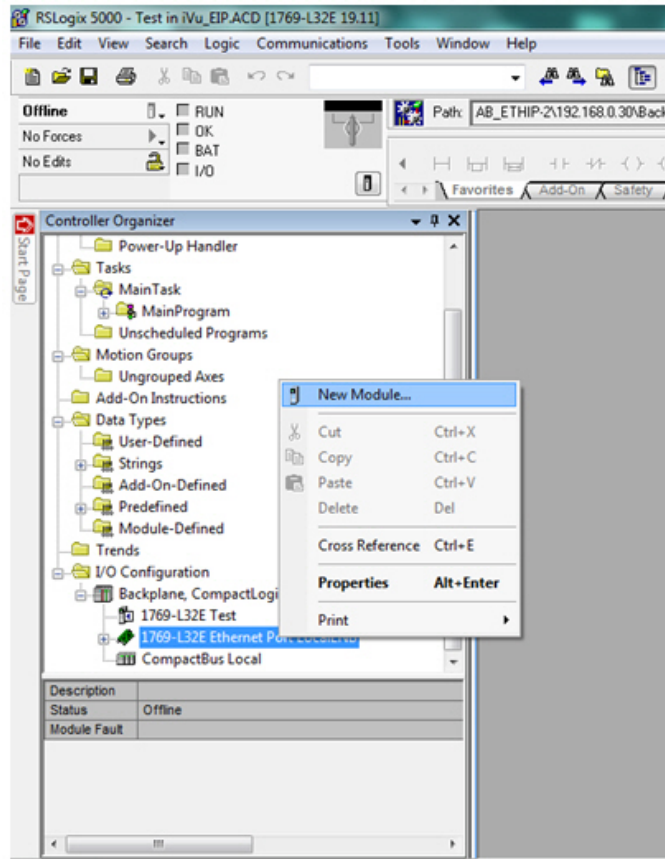 RSLogix 5000 - Test in iVu_EIP.ACD [1769-L32E 19.11]
File Edit View Search Logic Communications Tools Window Help
Offline
RUN
No Forces
OK
No Edits
BAT
I/O
Path: AB_ETHIP-2\192.168.0.30\Back
Favorites Add-On Safety
Start Page
Controller Organizer
Power-Up Handler
Tasks
MainTask
MainProgram
Unscheduled Programs
Motion Groups
Ungrouped Axes
Add-On Instructions
Data Types
User-Defined
Strings
Add-On-Defined
Predefined
Module-Defined
Trends
I/O Configuration
Backplane, CompactLogi
1769-L32E Test
1769-L32E Ethernet Port LocalENB
CompactBus Local
New Module...
Cut Ctrl+X
Copy Ctrl+C
Paste Ctrl+V
Delete Del
Cross Reference Ctrl+E
Properties Alt+Enter
Print
Description
Status Offline
Module Fault